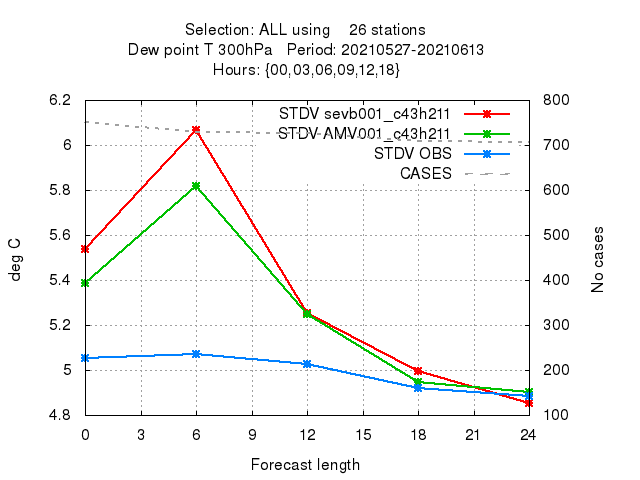 Selection: ALL using 26 stations
Dew point T 300hPa Period: 20210527-20210613
Hours: {00,03,06,09,12,18}
6.2
6
5.8
5.6
5.4
5.2
5
4.8
deg C
STDV sevb001_c43h211
STDV AMV001_c43h211
STDV OBS
CASES
800
700
600
500
400
300
200
100
No cases
0 3 6 9 12 15 18 21 24
Forecast length